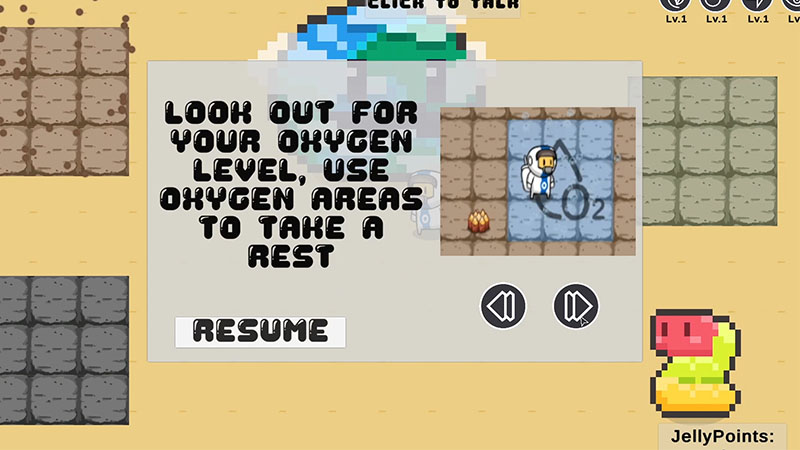 CLICK TO TALK
Lv.1 Lv.1 Lv.1 Lv
LOOK OUT FOR
YOUR OXYGEN
LEVEL, USE
OXYGEN AREAS
TO TAKE A
REST
O2
RESUME
JellyPoints: